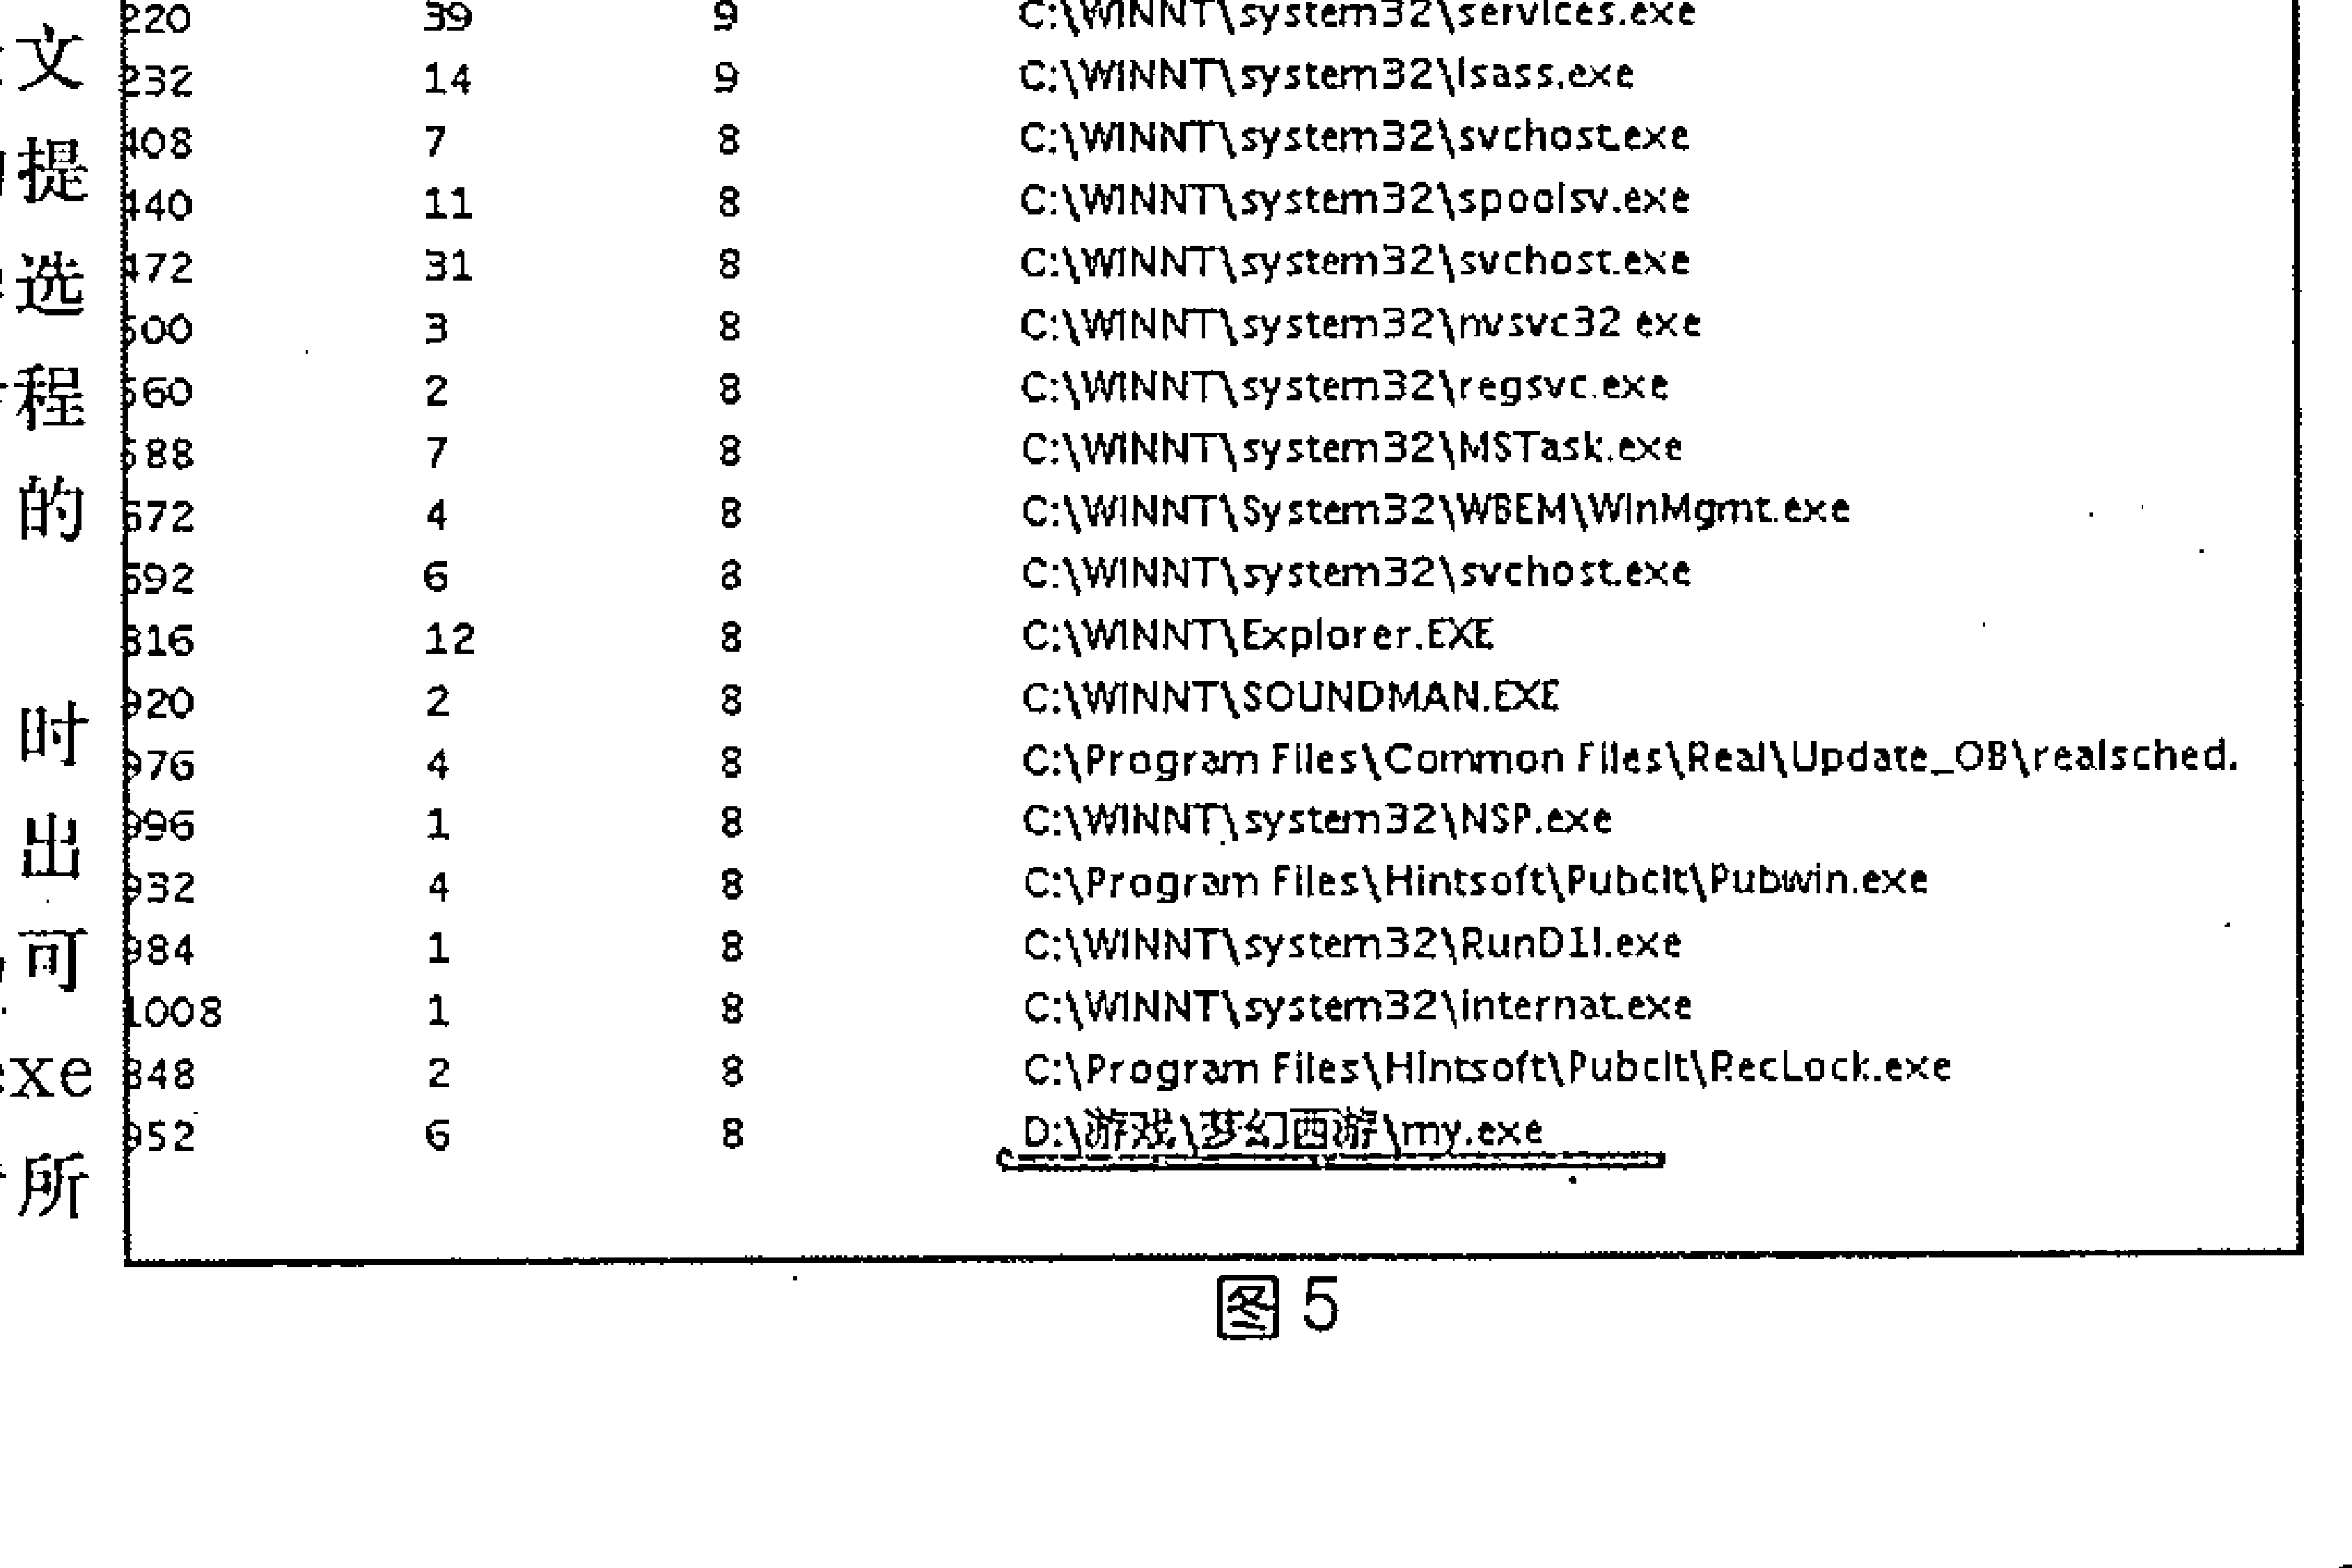 文
提
选
程
的
时
出
可
exe
所
220 39 9 C:\WINNT\system32\services.exe
232 14 9 C:\WINNT\system32\lsass.exe
408 7 8 C:\WINNT\system32\svchost.exe
440 11 8 C:\WINNT\system32\spoolsv.exe
472 31 8 C:\WINNT\system32\svchost.exe
500 3 8 C:\WINNT\system32\nvsvc32 exe
560 2 8 C:\WINNT\system32\regsvc.exe
588 7 8 C:\WINNT\system32\MSTask.exe
672 4 8 C:\WINNT\System32\WBEM\WinMgmt.exe
692 6 8 C:\WINNT\system32\svchost.exe
816 12 8 C:\WINNT\Explorer.EXE
920 2 8 C:\WINNT\SOUNDMAN.EXE
976 4 8 C:\Program Files\Common Files\Real\Update_OB\realsched.
996 1 8 C:\WINNT\system32\NSP.exe
932 4 8 C:\Program Files\Hintsoft\Pubclt\Pubwin.exe
984 1 8 C:\WINNT\system32\RunD1l.exe
1008 1 8 C:\WINNT\system32\internat.exe
848 2 8 C:\Program Files\Hintsoft\Pubclt\RecLock.exe
952 6 8 D:\游戏\梦幻西游\my.exe
图 5